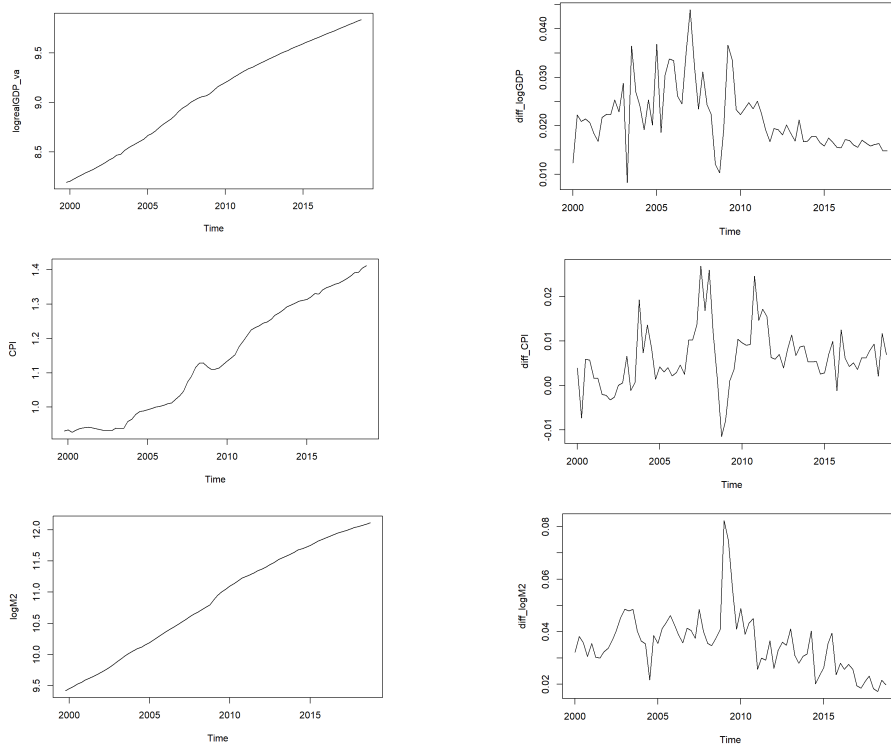 logrealGDP_va
9.5
9.0
8.5
2000 2005 2010 2015
Time
diff_logGDP
0.040
0.030
0.020
0.010
2000 2005 2010 2015
Time
CPI
1.4
1.3
1.2
1.1
1.0
2000 2005 2010 2015
Time
diff_CPI
0.02
0.01
0.00
-0.01
2000 2005 2010 2015
Time
logM2
12.0
11.5
11.0
10.5
10.0
9.5
2000 2005 2010 2015
Time
diff_logM2
0.08
0.06
0.04
0.02
2000 2005 2010 2015
Time